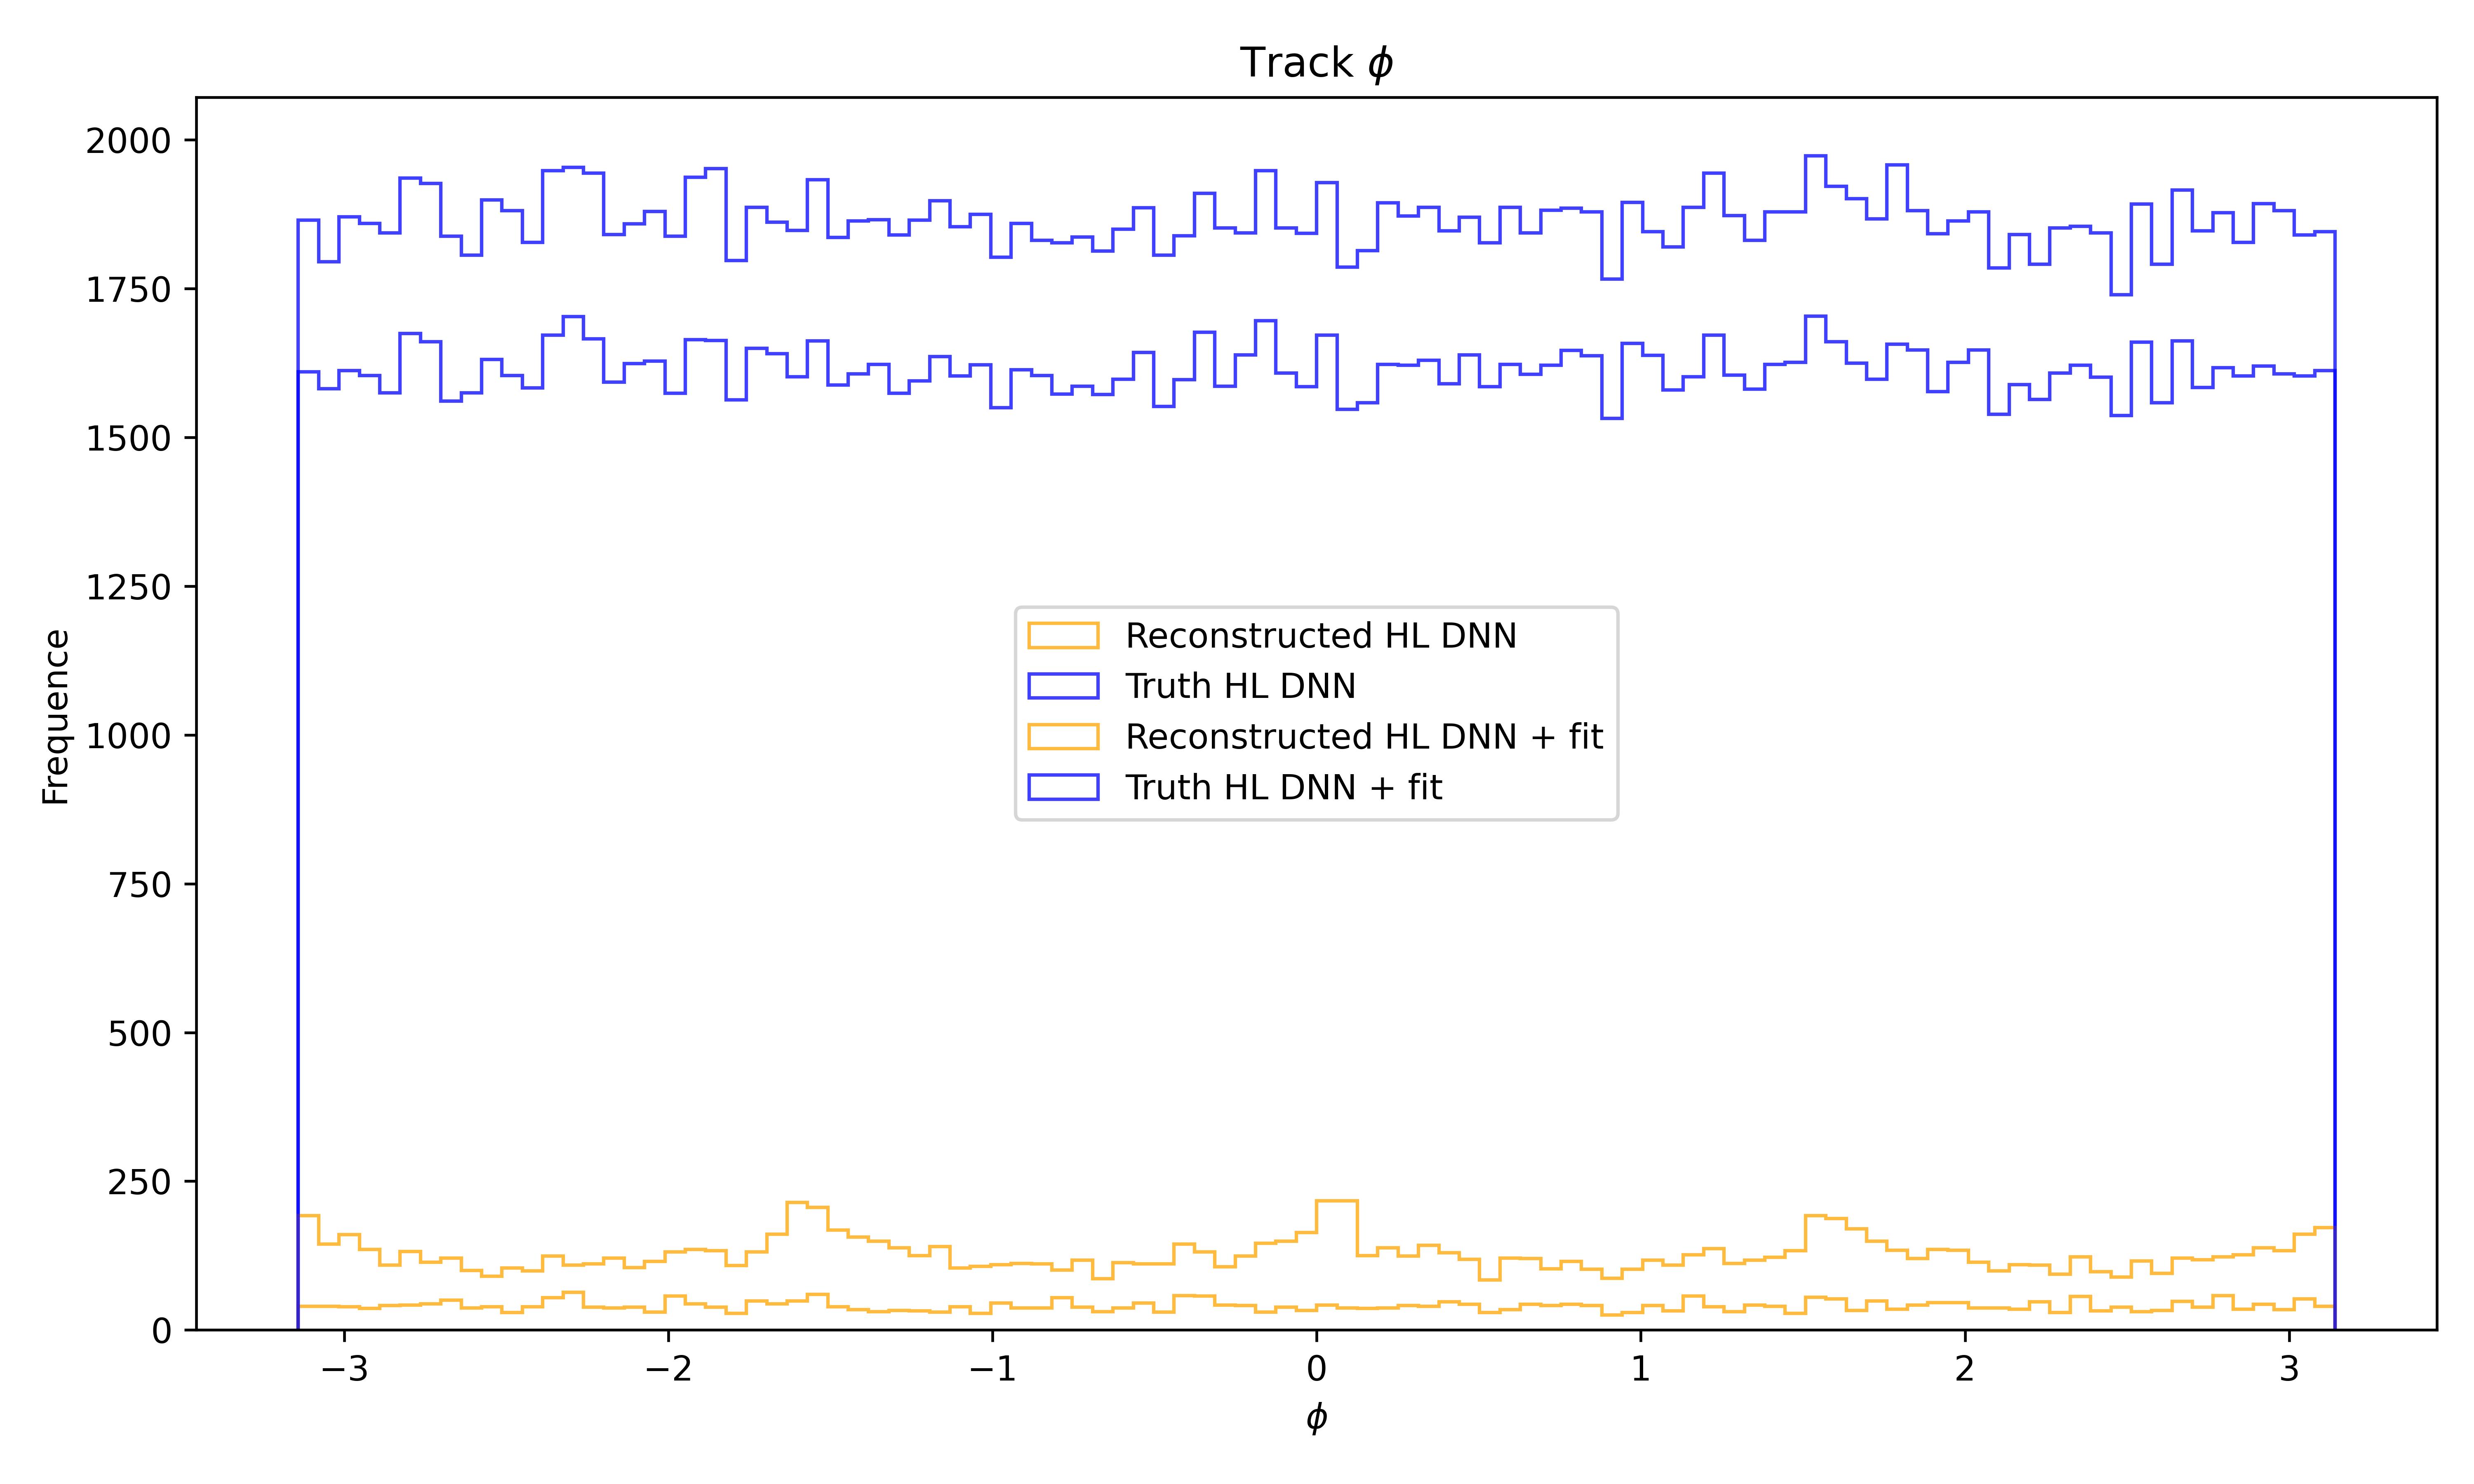 Track ϕ
2000
1750
1500
1250
1000
750
500
250
0
Frequence
Reconstructed HL DNN
Truth HL DNN
Reconstructed HL DNN + fit
Truth HL DNN + fit
−3 −2 −1 0 1 2 3
ϕ